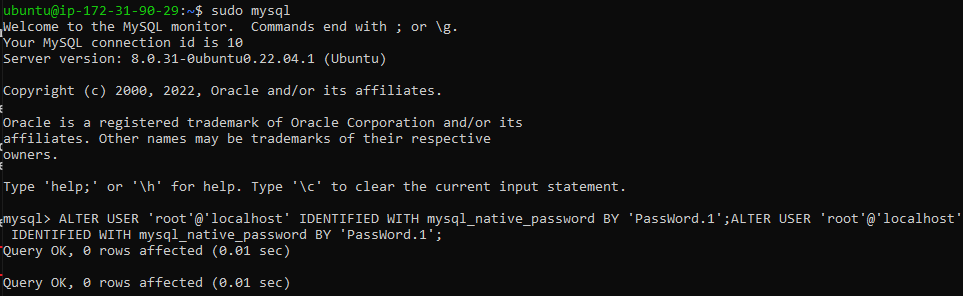 ubuntu@ip-172-31-90-29:~$ sudo mysql
Welcome to the MySQL monitor.  Commands end with ; or \g.
Your MySQL connection id is 10
Server version: 8.0.31-0ubuntu0.22.04.1 (Ubuntu)
Copyright (c) 2000, 2022, Oracle and/or its affiliates.
Oracle is a registered trademark of Oracle Corporation and/or its
affiliates. Other names may be trademarks of their respective
owners.
Type 'help;' or '\h' for help. Type '\c' to clear the current input statement.
mysql> ALTER USER 'root'@'localhost' IDENTIFIED WITH mysql_native_password BY 'PassWord.1';ALTER USER 'root'@'localhost'
 IDENTIFIED WITH mysql_native_password BY 'PassWord.1';
Query OK, 0 rows affected (0.01 sec)
Query OK, 0 rows affected (0.01 sec)